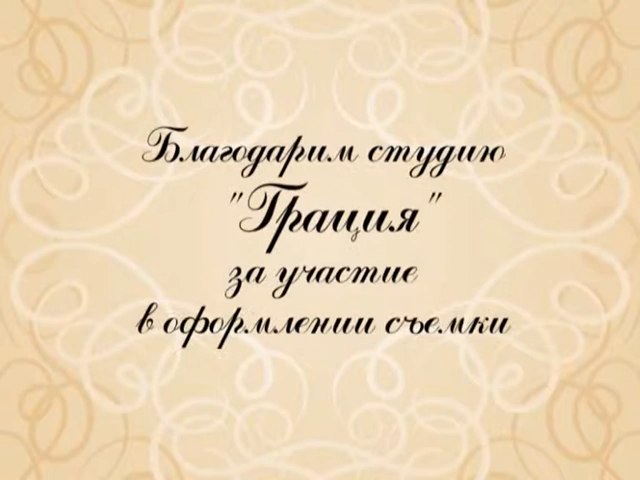 Благодарим студию
"Грация"
за участие
в оформлении съемки